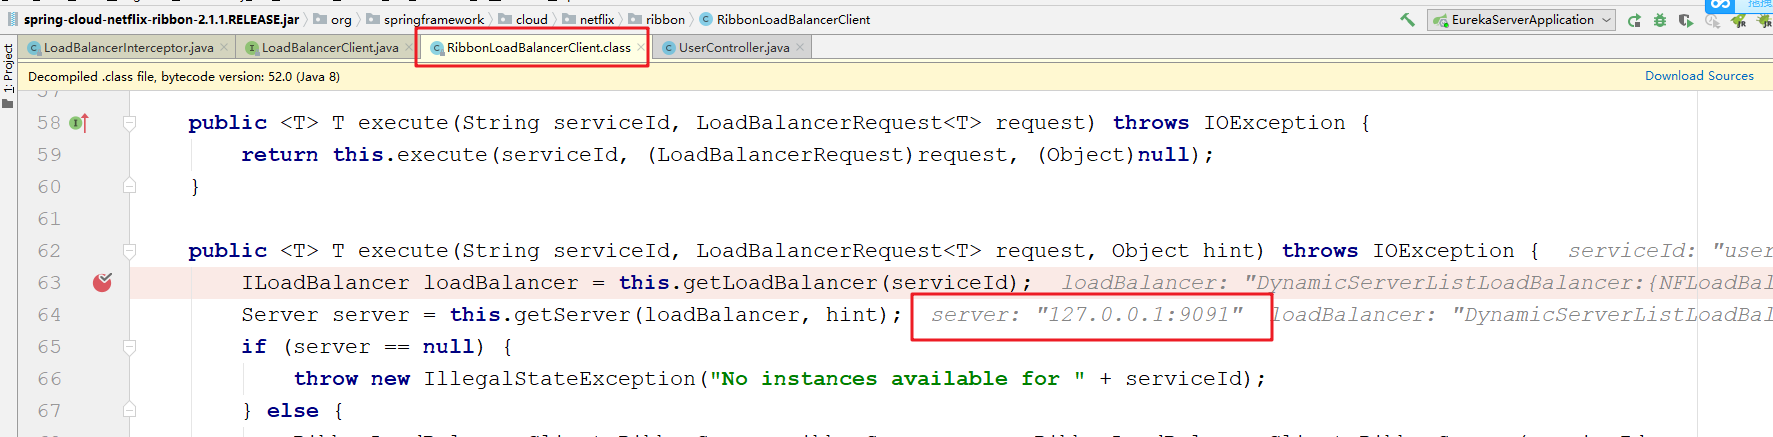 拖拽
spring-cloud-netflix-ribbon-2.1.1.RELEASE.jar org springframework cloud netflix ribbon RibbonLoadBalancerClient EurekaServerApplication
LoadBalancerInterceptor.java × LoadBalancerClient.java × RibbonLoadBalancerClient.class × UserController.java ×
1: Project
Decompiled .class file, bytecode version: 52.0 (Java 8) Download Sources
57
58 public <T> T execute(String serviceId, LoadBalancerRequest<T> request) throws IOException {
59 return this.execute(serviceId, (LoadBalancerRequest)request, (Object)null);
60 }
61
62 public <T> T execute(String serviceId, LoadBalancerRequest<T> request, Object hint) throws IOException { serviceId: "user
63 ILoadBalancer loadBalancer = this.getLoadBalancer(serviceId); loadBalancer: "DynamicServerListLoadBalancer:{NFLoadBal
64 Server server = this.getServer(loadBalancer, hint); server: "127.0.0.1:9091" loadBalancer: "DynamicServerListLoadBal
65 if (server == null) {
66 throw new IllegalStateException("No instances available for " + serviceId);
67 } else {